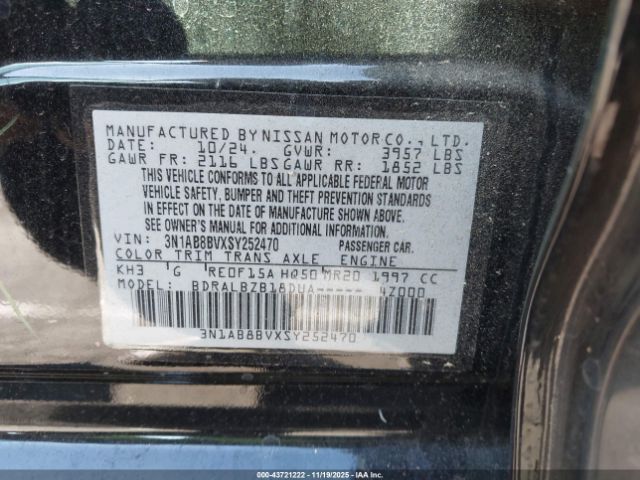 MANUFACTURED BY NISSAN MOTOR CO., LTD.
DATE: 10/24. GVWR: 3957 LBS
GAWR FR: 2116 LBS GAWR RR: 1852 LBS
THIS VEHICLE CONFORMS TO ALL APPLICABLE FEDERAL MOTOR
VEHICLE SAFETY, BUMPER AND THEFT PREVENTION STANDARDS
IN EFFECT ON THE DATE OF MANUFACTURE SHOWN ABOVE.
SEE OWNER'S MANUAL FOR ADDITIONAL INFORMATION.
VIN: 3N1AB8BVXSY252470 PASSENGER CAR.
COLOR TRIM TRANS AXLE ENGINE
KH3 G RE0F15A HQ50 MR20 1997 CC
MODEL: BDRALBZB18DUA----- 4Z000
3N1AB8BVXSY252470
000-43721222 - 11/19/2025 - IAAI